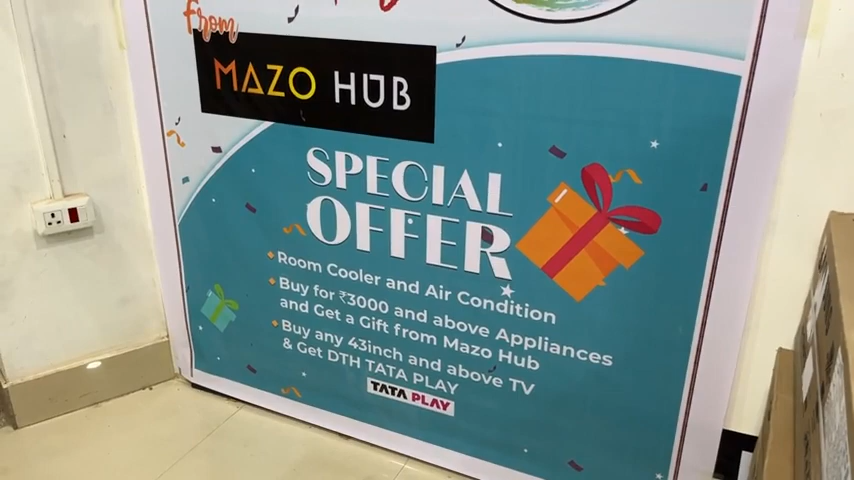 from
MAZO HUB
SPECIAL
OFFER
Room Cooler and Air Condition
Buy for ₹3000 and above Appliances
and Get a Gift from Mazo Hub
Buy any 43inch and above TV
& Get DTH TATA PLAY
TATA PLAY